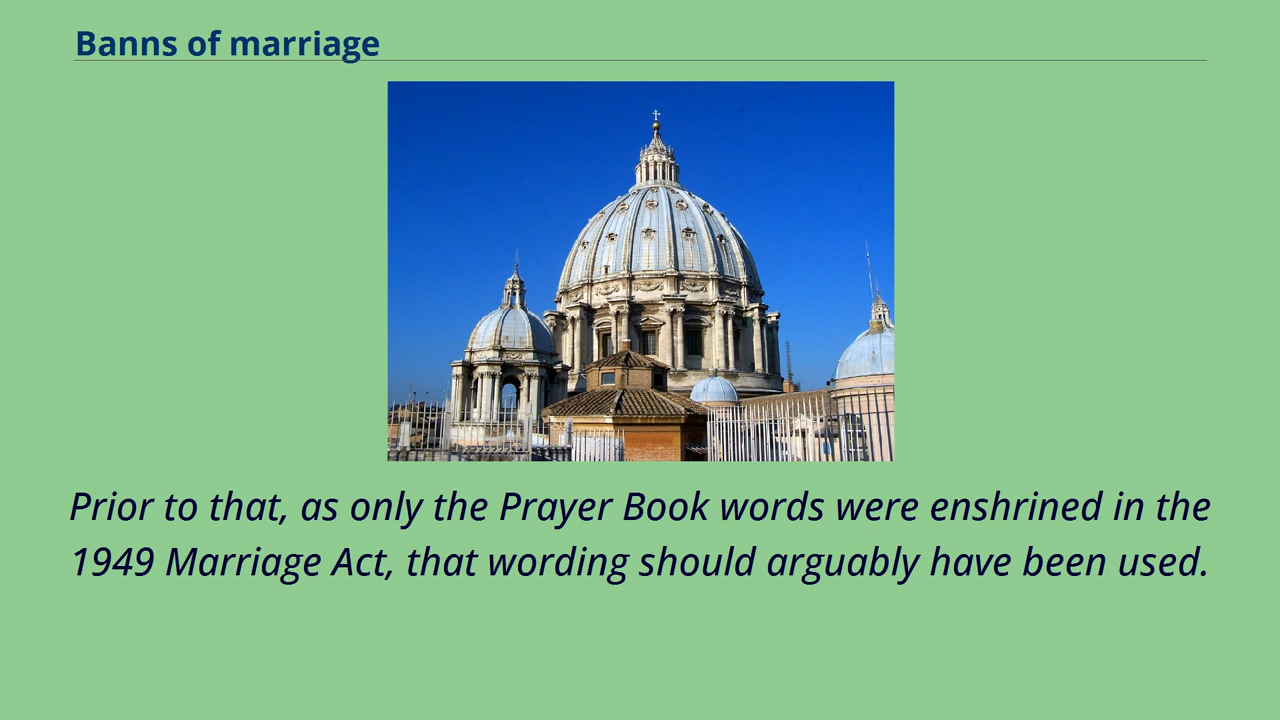 Banns of marriage
Prior to that, as only the Prayer Book words were enshrined in the
1949 Marriage Act, that wording should arguably have been used.